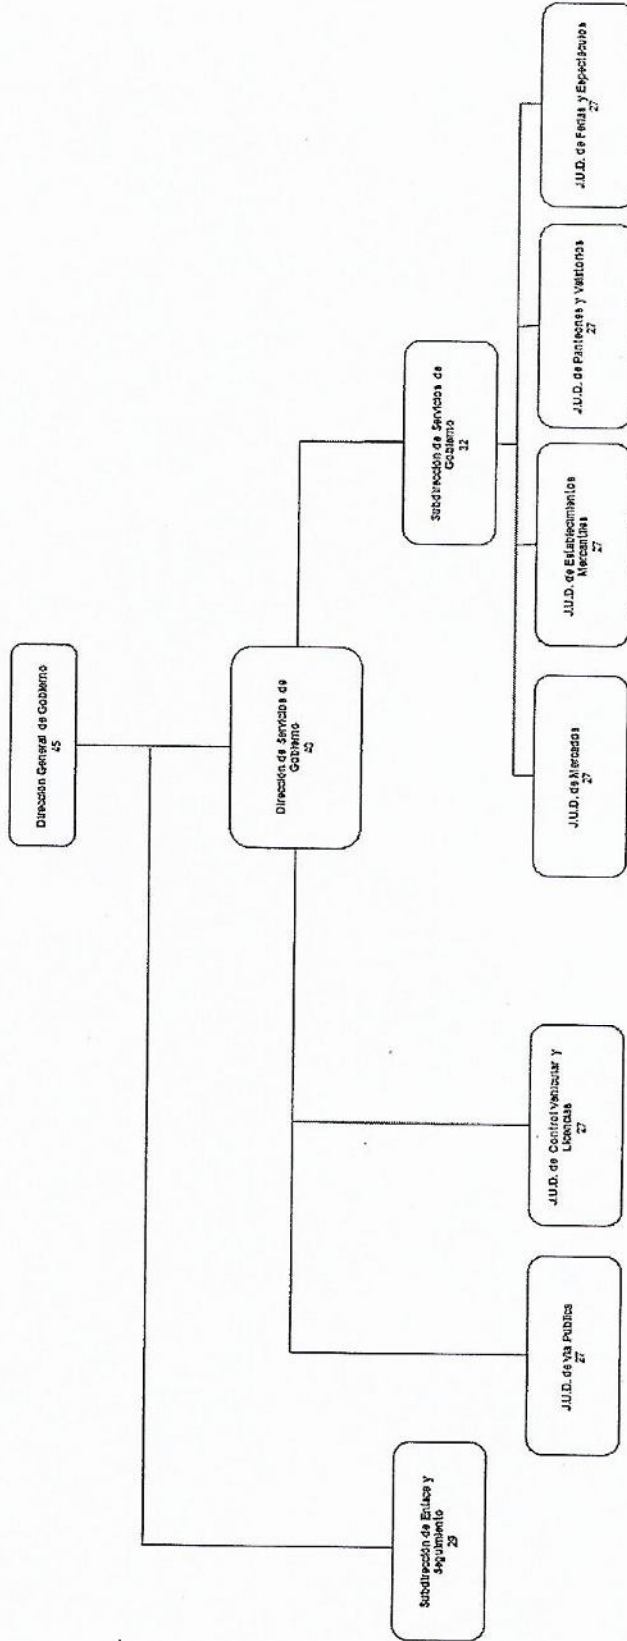 Dirección General de Gobierno
45
Dirección de Servicios de
Gobierno
40
Subdirección de Enlace y
Seguimiento
29
Subdirección de Servicios de
Gobierno
32
J.U.D. de Vía Pública
27
J.U.D. de Control Vehicular y
Licencias
27
J.U.D. de Mercados
27
J.U.D. de Establecimientos
Mercantiles
27
J.U.D. de Panteones y Velatorios
27
J.U.D. de Ferias y Espectáculos
27